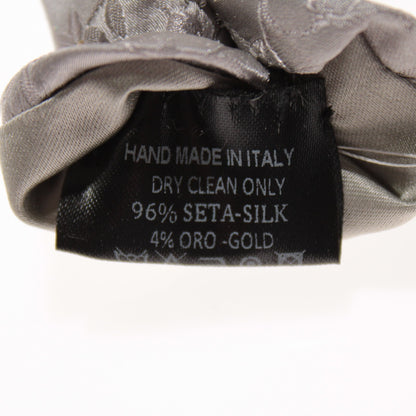 HAND MADE IN ITALY
DRY CLEAN ONLY
96% SETA-SILK
4% ORO -GOLD